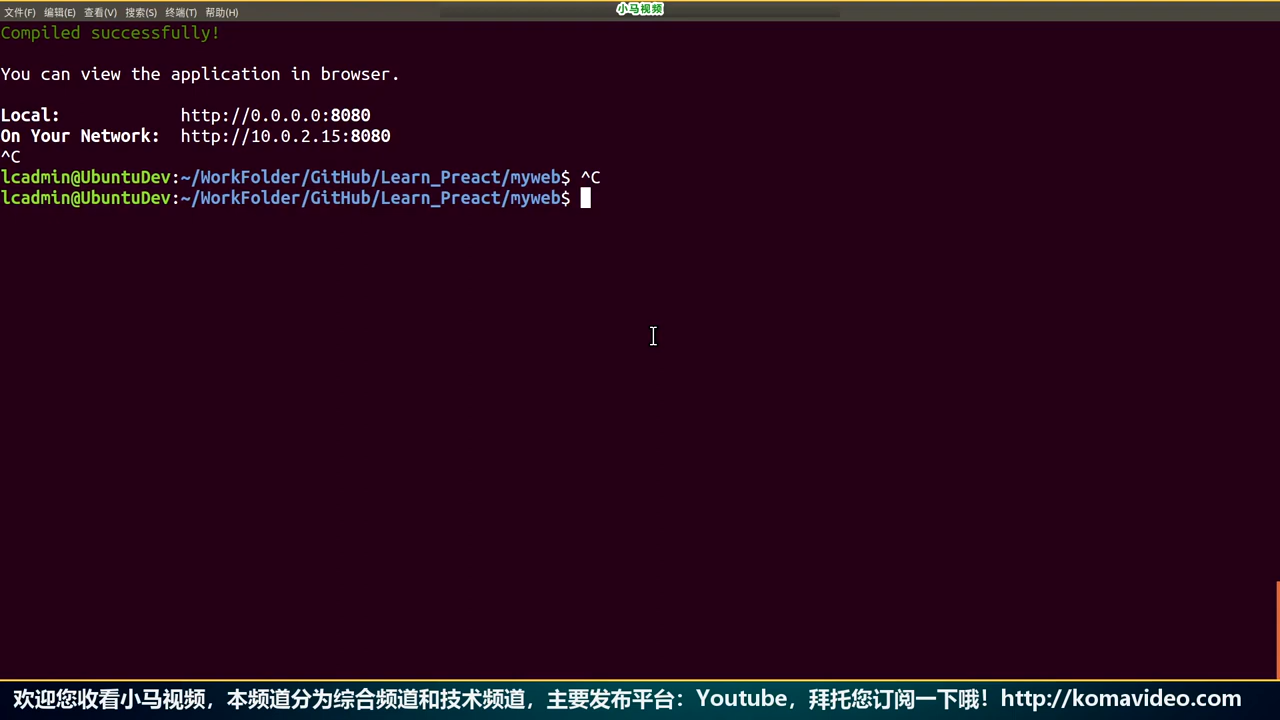 小马视频
文件(F) 编辑(E) 查看(V) 搜索(S) 终端(T) 帮助(H)
Compiled successfully!
You can view the application in browser.
Local: http://0.0.0.0:8080
On Your Network: http://10.0.2.15:8080
^C
lcadmin@UbuntuDev:~/WorkFolder/GitHub/Learn_Preact/myweb$ ^C
lcadmin@UbuntuDev:~/WorkFolder/GitHub/Learn_Preact/myweb$
欢迎您收看小马视频，本频道分为综合频道和技术频道，主要发布平台：Youtube，拜托您订阅一下哦！http://komavideo.com